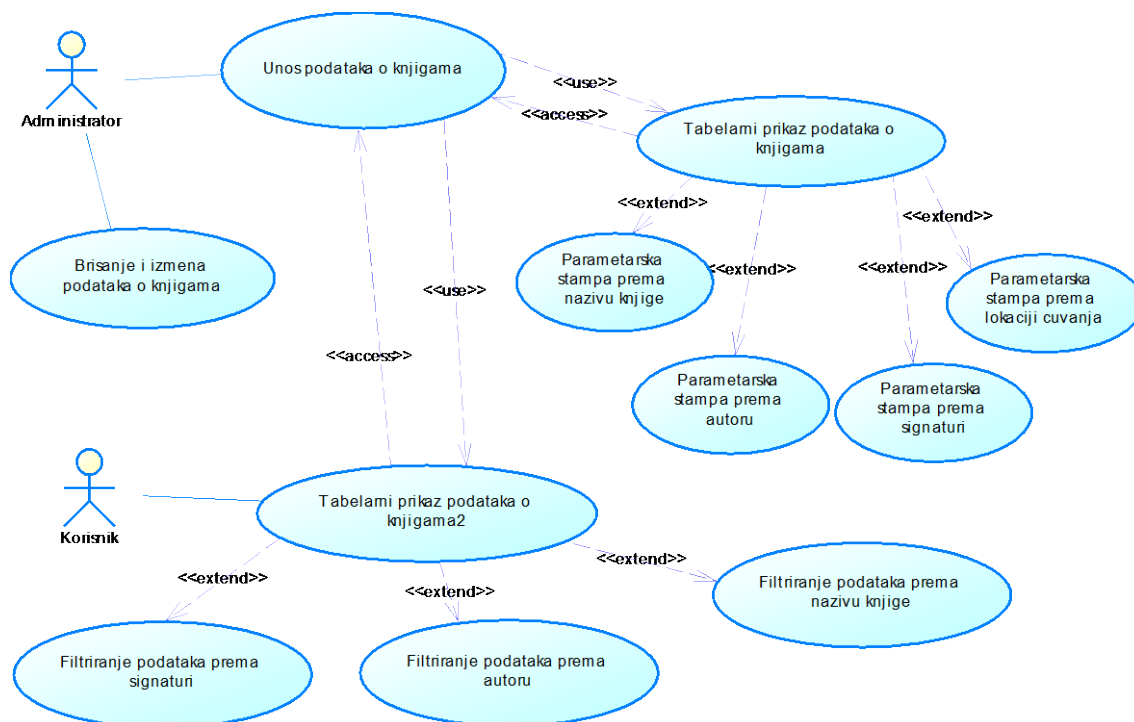 Unos podataka o knjigama
<<use>>
<<access>>
Administrator
Tabelarni prikaz podataka o
knjigama
<<extend>>
<<extend>>
Brisanje i izmena
podataka o knjigama
Parametarska
stampa prema
nazivu knjige
<<extend>>
<<extend>>
Parametarska
stampa prema
lokaciji cuvanja
<<use>>
<<access>>
Parametarska
stampa prema
autoru
Parametarska
stampa prema
signaturi
Korisnik
Tabelarni prikaz podataka o
knjigama2
<<extend>>
<<extend>>
<<extend>>
Filtriranje podataka prema
nazivu knjige
Filtriranje podataka prema
signaturi
Filtriranje podataka prema
autoru